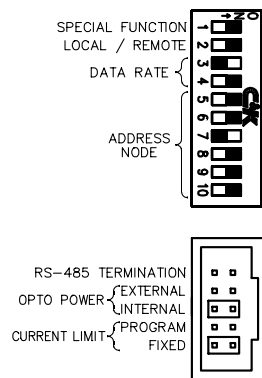 ON
↑
SPECIAL FUNCTION 1
LOCAL / REMOTE 2
DATA RATE
3
4
ADDRESS
NODE
5
6
7
8
9
10
C&K
RS-485 TERMINATION
OPTO POWER
EXTERNAL
INTERNAL
CURRENT LIMIT
PROGRAM
FIXED